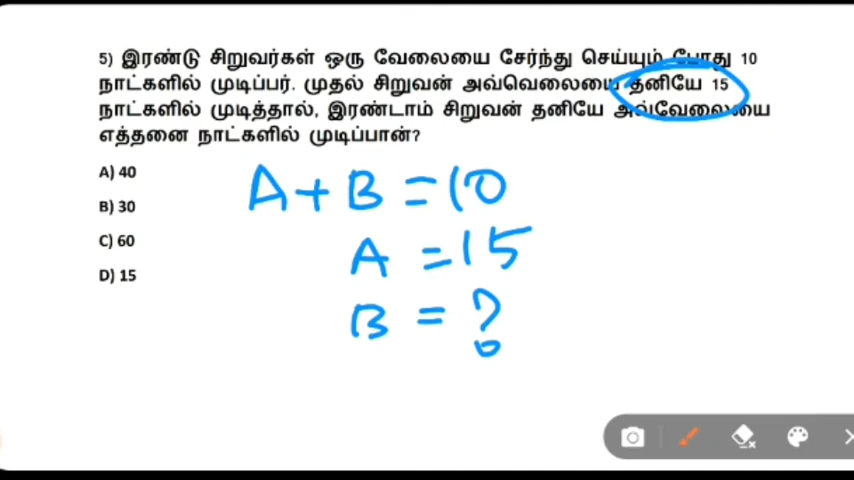 5) இரண்டு சிறுவர்கள் ஒரு வேலையை சேர்ந்து செய்யும் போது 10
நாட்களில் முடிப்பர். முதல் சிறுவன் அவ்வெலையை தனியே 15
நாட்களில் முடித்தால், இரண்டாம் சிறுவன் தனியே அவ்வேலையை
எத்தனை நாட்களில் முடிப்பான்?
A) 40
B) 30
C) 60
D) 15
A + B = 10
A = 15
B = ?